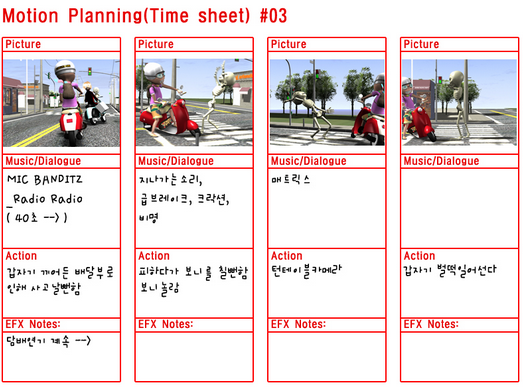 Motion Planning(Time sheet) #03
Picture
Music/Dialogue
MIC BANDITZ
_Radio Radio
( 40초 --> )
Action
갑자기 끼어든 배달부로
인해 사고날뻔함
EFX Notes:
담배연기 계속 -->
Picture
Music/Dialogue
지나가는소리,
급브레이크, 크락션,
비명
Action
피하다가 보니를 칠뻔함
보니놀람
EFX Notes:
Picture
Music/Dialogue
매트릭스
Action
턴테이블카메라
EFX Notes:
Picture
Music/Dialogue
Action
갑자기 벌떡일어선다
EFX Notes: